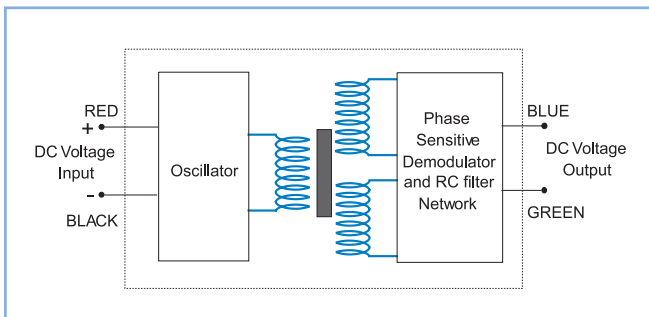 RED
+
DC Voltage
Input
-
BLACK
Oscillator
Phase
Sensitive
Demodulator
and RC filter
Network
BLUE
DC Voltage
Output
GREEN